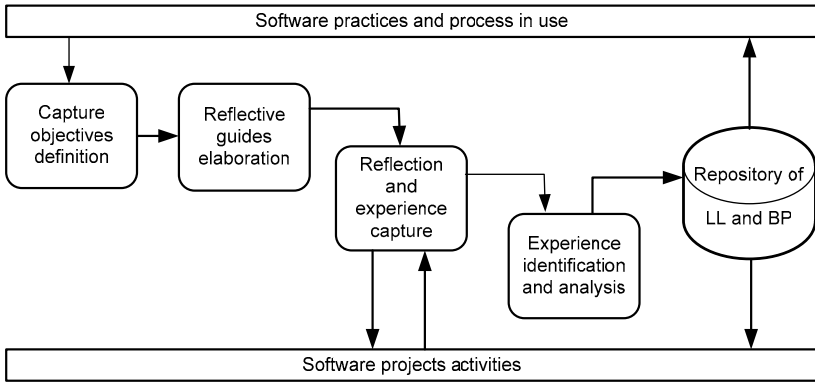 Software practices and process in use
Capture
objectives
definition
Reflective
guides
elaboration
Reflection
and
experience
capture
Experience
identification
and analysis
Repository of
LL and BP
Software projects activities